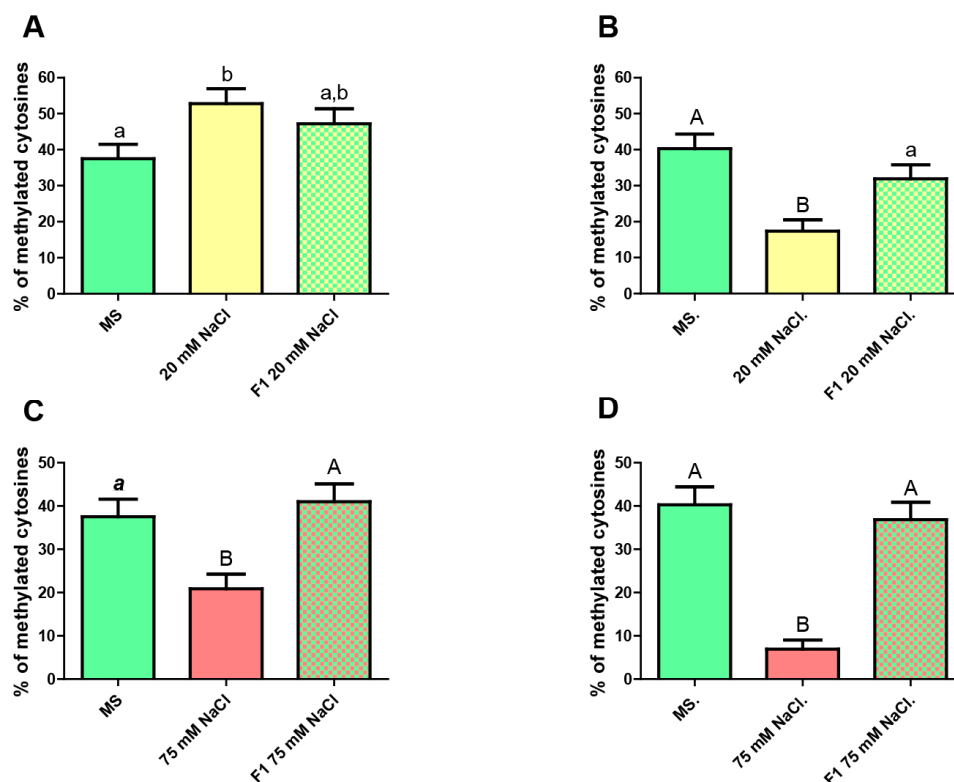 A
% of methylated cytosines
60
50
40
30
20
10
0
a
b
a,b
MS
20 mM NaCl
F1 20 mM NaCl
B
% of methylated cytosines
60
50
40
30
20
10
0
A
B
a
MS.
20 mM NaCl.
F1 20 mM NaCl.
C
% of methylated cytosines
50
40
30
20
10
0
a
B
A
MS
75 mM NaCl
F1 75 mM NaCl
D
% of methylated cytosines
50
40
30
20
10
0
A
B
A
MS.
75 mM NaCl.
F1 75 mM NaCl.